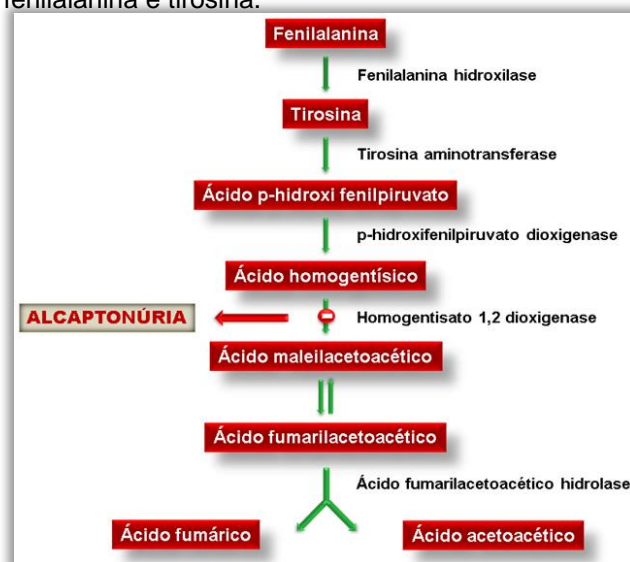 fenilalanina e tirosina.
Fenilalanina
Fenilalanina hidroxilase
Tirosina
Tirosina aminotransferase
Ácido p-hidroxi fenilpiruvato
p-hidroxifenilpiruvato dioxigenase
Ácido homogentísico
ALCAPTONÚRIA
Homogentisato 1,2 dioxigenase
Ácido maleilacetoacético
Ácido fumarilacetoacético
Ácido fumarilacetoacético hidrolase
Ácido fumárico
Ácido acetoacético